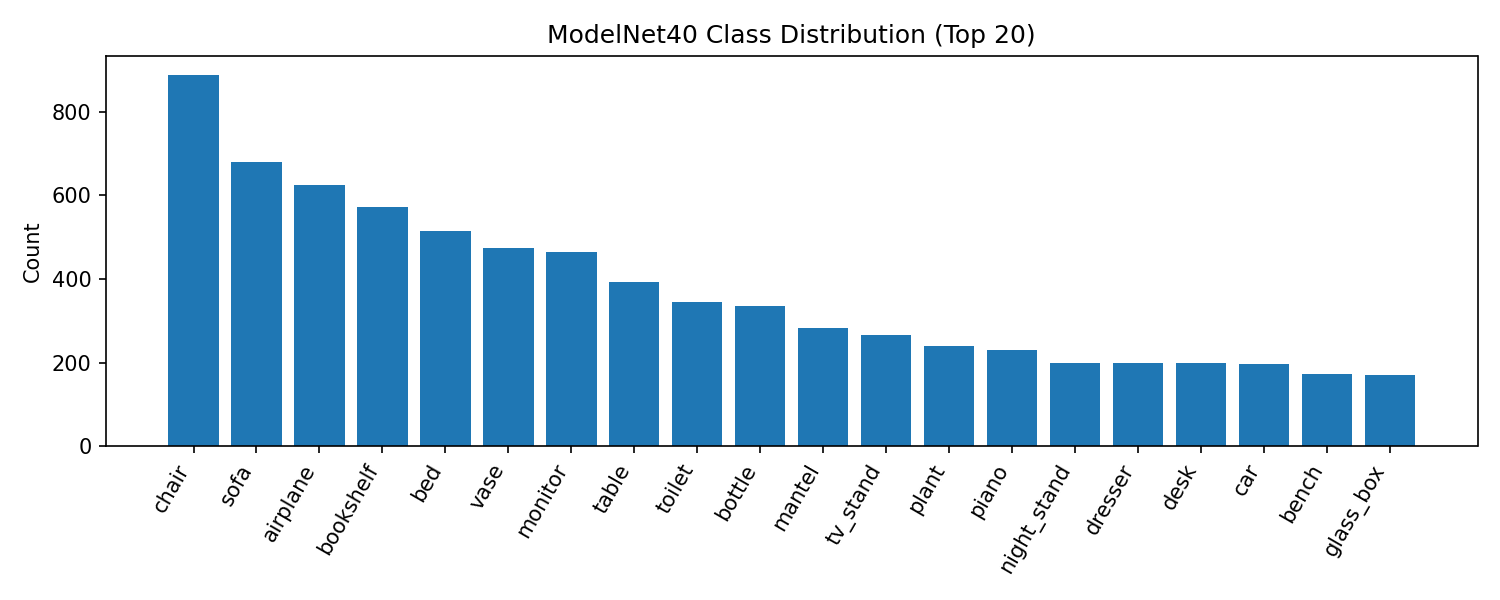 ModelNet40 Class Distribution (Top 20)
Count
800
600
400
200
0
chair
sofa
airplane
bookshelf
bed
vase
monitor
table
toilet
bottle
mantel
tv_stand
plant
piano
night_stand
dresser
desk
car
bench
glass_box